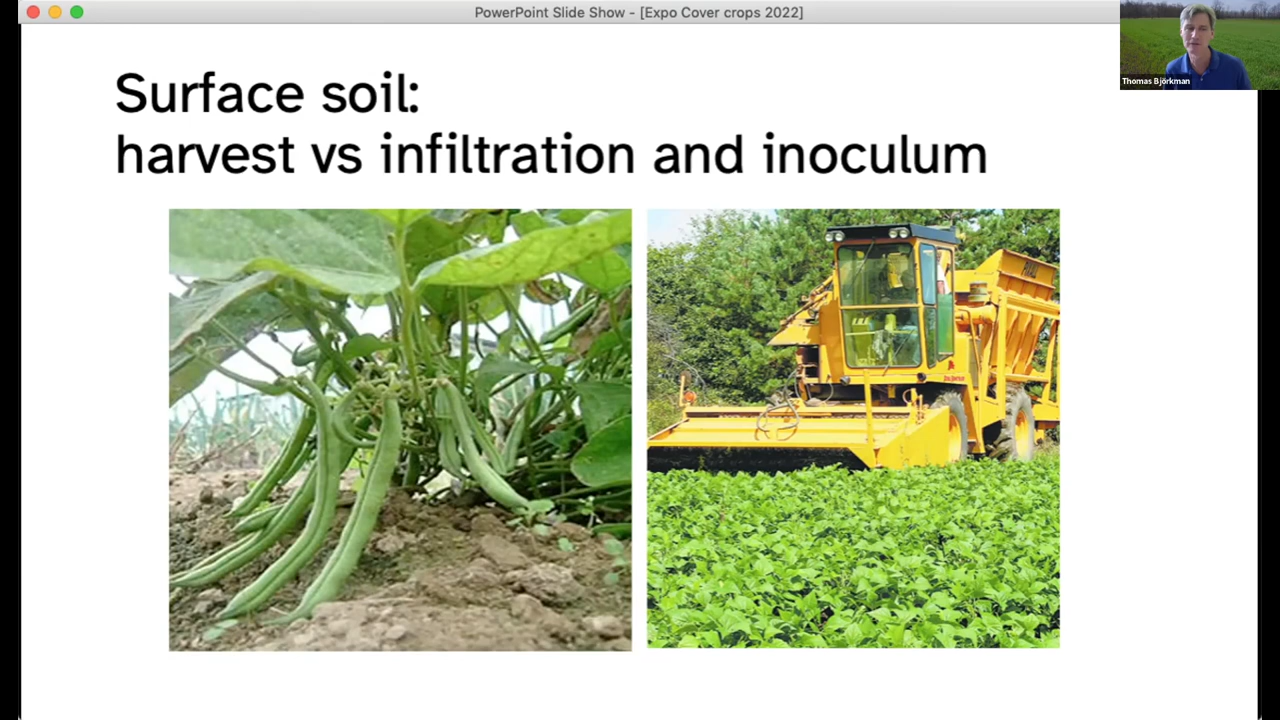 PowerPoint Slide Show - [Expo Cover crops 2022]
Thomas Björkman
Surface soil:
harvest vs infiltration and inoculum